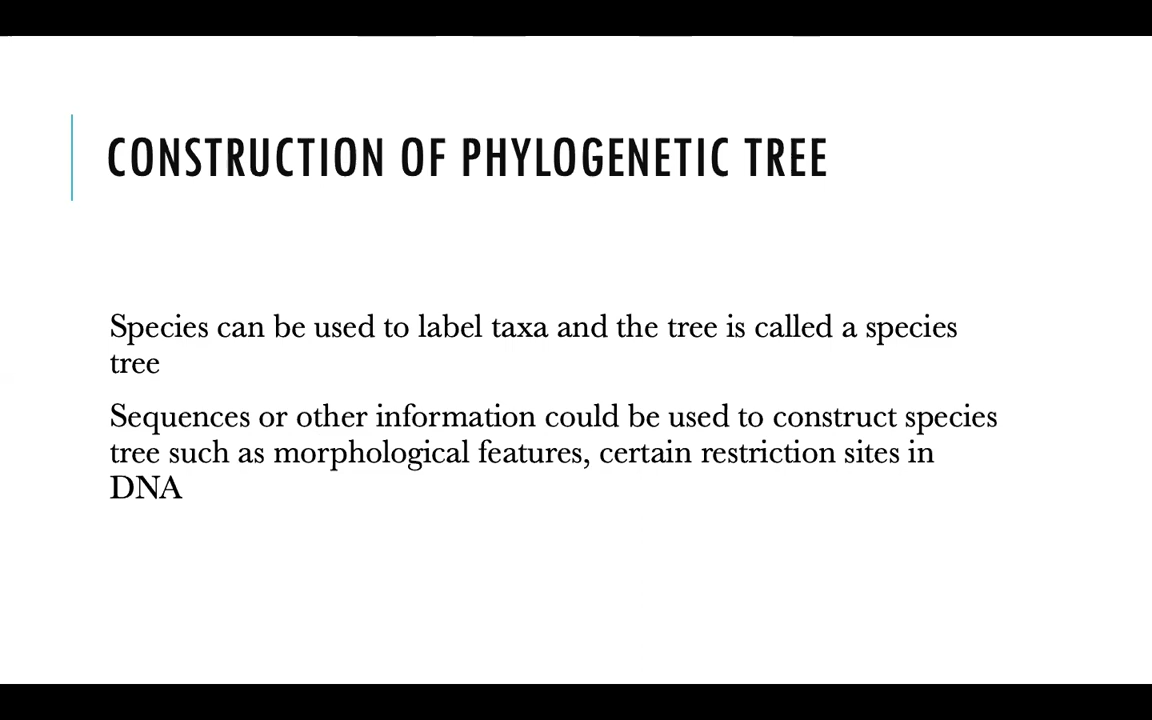 CONSTRUCTION OF PHYLOGENETIC TREE
Species can be used to label taxa and the tree is called a species
tree
Sequences or other information could be used to construct species
tree such as morphological features, certain restriction sites in
DNA